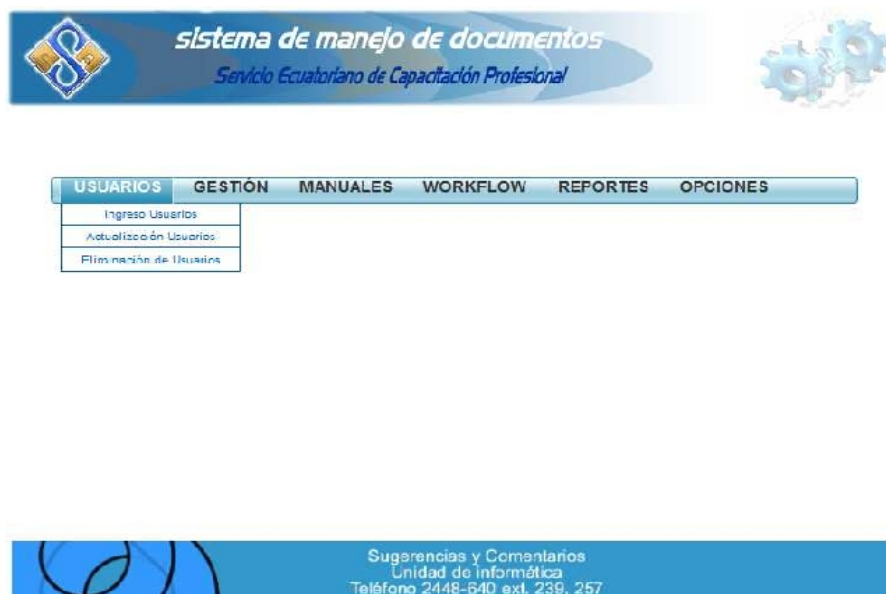 sistema de manejo de documentos
Servicio Ecuatoriano de Capacitación Profesional
USUARIOS GESTIÓN MANUALES WORKFLOW REPORTES OPCIONES
Ingreso Usuarios
Actualización Usuarios
Eliminación de Usuarios
Sugerencias y Comentarios
Unidad de informática
Teléfono 2448-640 ext. 239, 257